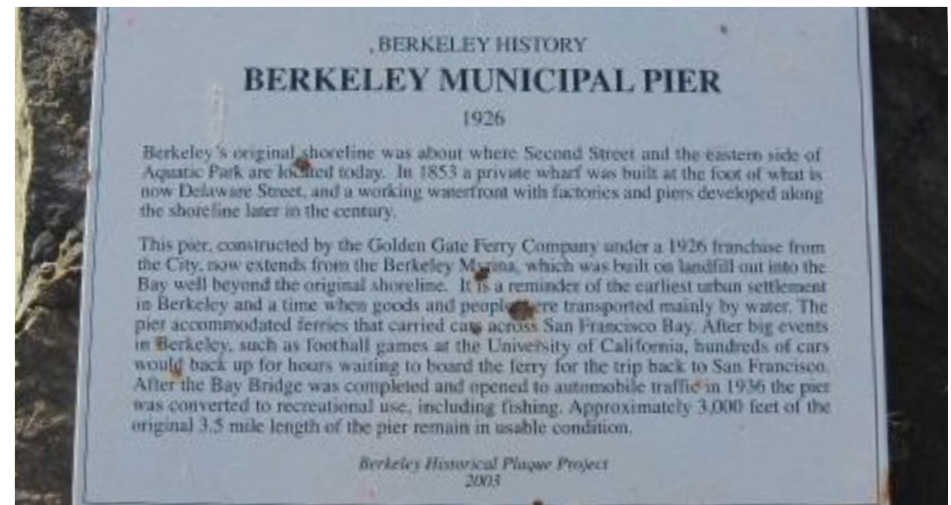 BERKELEY HISTORY
BERKELEY MUNICIPAL PIER
1926
Berkeley's original shoreline was about where Second Street and the eastern side of
Aquatic Park are located today. In 1853 a private wharf was built at the foot of what is
now Delaware Street, and a working waterfront with factories and piers developed along
the shoreline later in the century.
This pier, constructed by the Golden Gate Ferry Company under a 1926 franchise from
the City, now extends from the Berkeley Marina, which was built on landfill out into the
Bay well beyond the original shoreline. It is a reminder of the earliest urban settlement
in Berkeley and a time when goods and people were transported mainly by water. The
pier accommodated ferries that carried cars across San Francisco Bay. After big events
in Berkeley, such as football games at the University of California, hundreds of cars
would back up for hours waiting to board the ferry for the trip back to San Francisco.
After the Bay Bridge was completed and opened to automobile traffic in 1936 the pier
was converted to recreational use, including fishing. Approximately 3,000 feet of the
original 3.5 mile length of the pier remain in usable condition.
Berkeley Historical Plaque Project
2003